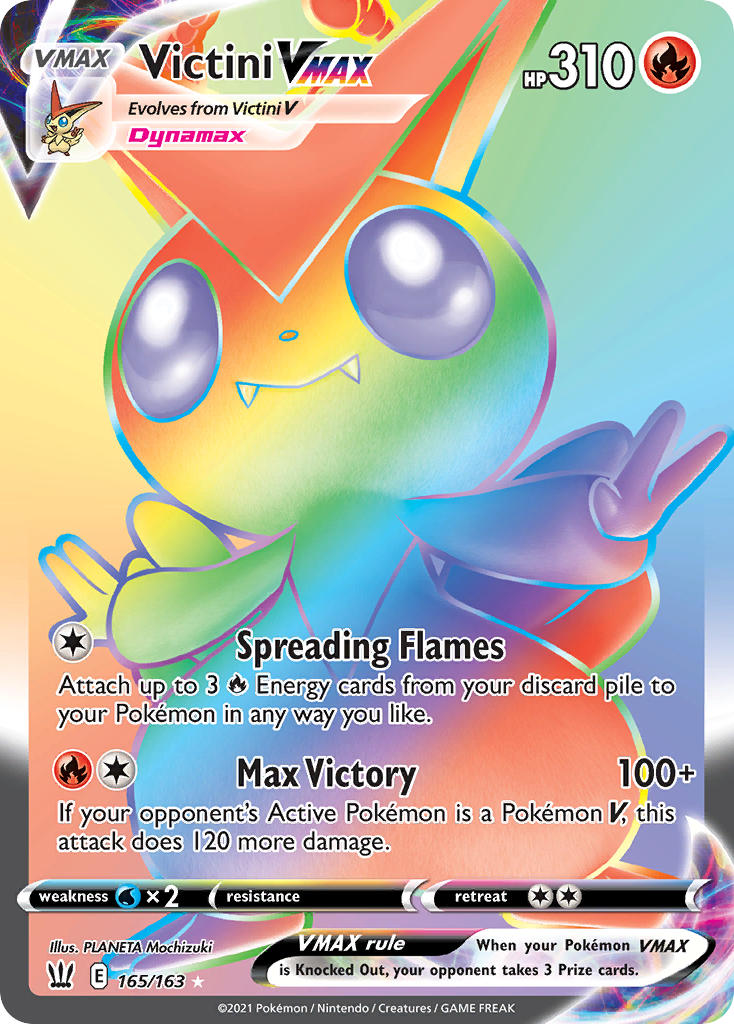 VMAX Victini VMAX HP 310
Evolves from Victini V
Dynamax
Spreading Flames
Attach up to 3 Energy cards from your discard pile to
your Pokémon in any way you like.
Max Victory 100+
If your opponent's Active Pokémon is a Pokémon V, this
attack does 120 more damage.
weakness ×2 resistance retreat
Illus. PLANETA Mochizuki
VMAX rule When your Pokémon VMAX
is Knocked Out, your opponent takes 3 Prize cards.
E 165/163
©2021 Pokémon / Nintendo / Creatures / GAME FREAK